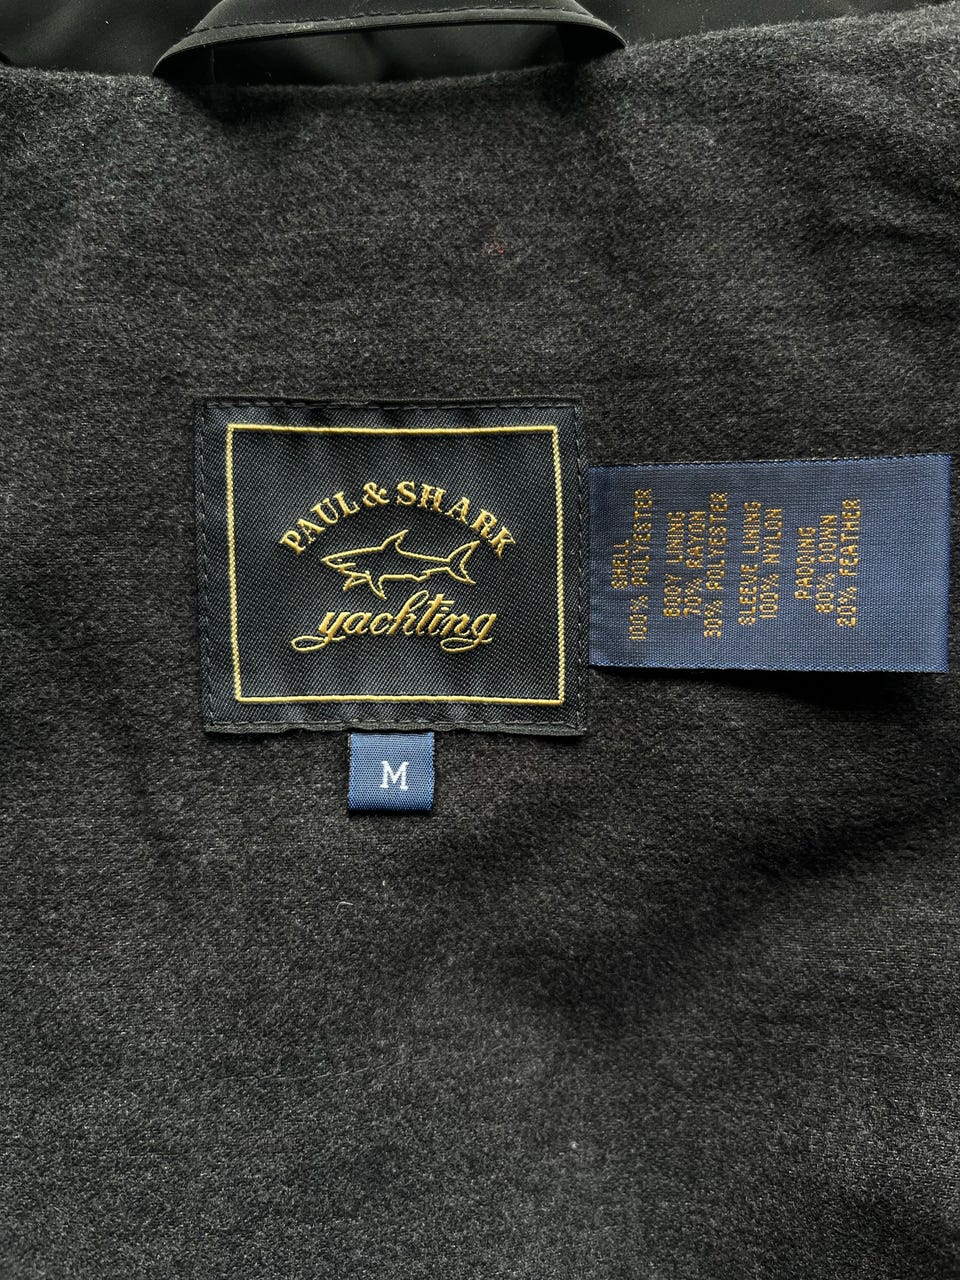 PAUL & SHARK
yachting
M
SHELL
100% POLYESTER
BODY LINING
70% RAYON
30% POLYESTER
SLEEVE LINING
100% NYLON
PADDING
80% DOWN
20% FEATHER